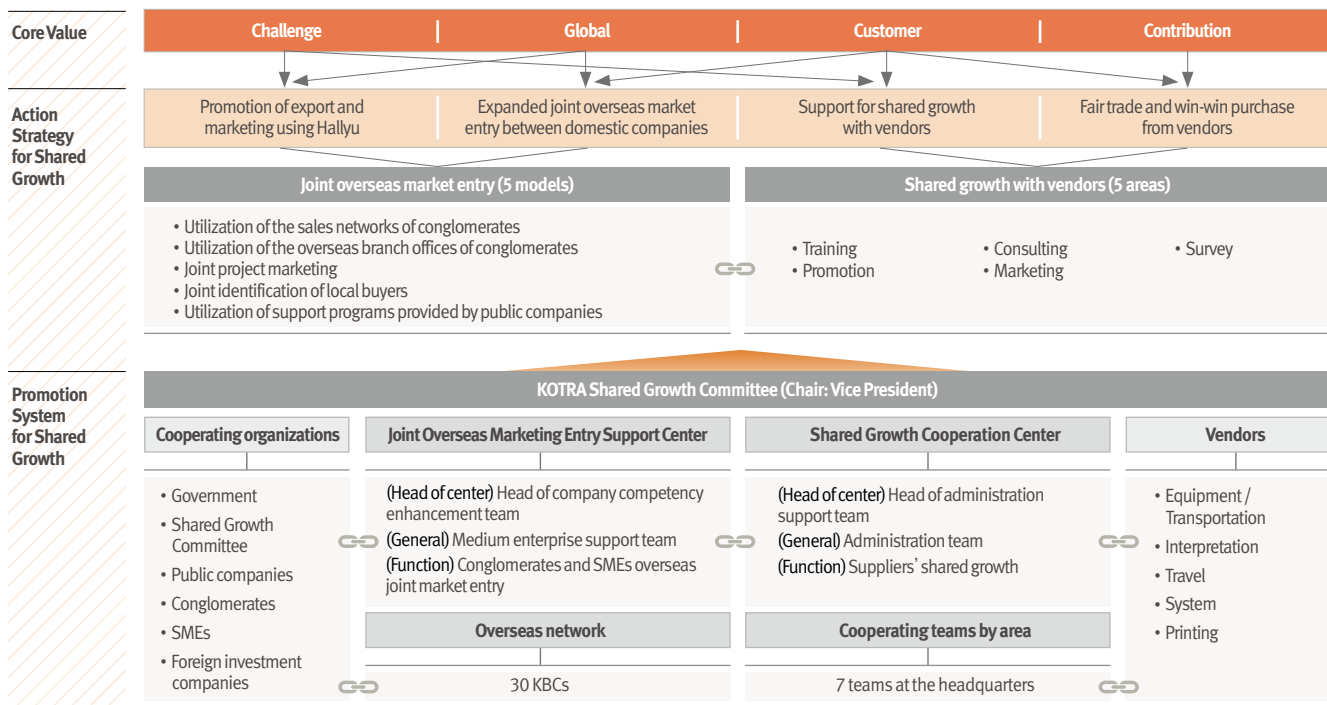 Core Value
Challenge
Global
Customer
Contribution
Action
Strategy
for Shared
Growth
Promotion of export and
marketing using Hallyu
Expanded joint overseas market
entry between domestic companies
Support for shared growth
with vendors
Fair trade and win-win purchase
from vendors
Joint overseas market entry (5 models)
• Utilization of the sales networks of conglomerates
• Utilization of the overseas branch offices of conglomerates
• Joint project marketing
• Joint identification of local buyers
• Utilization of support programs provided by public companies
Shared growth with vendors (5 areas)
• Training
• Promotion
• Consulting
• Marketing
• Survey
Promotion
System
for Shared
Growth
KOTRA Shared Growth Committee (Chair: Vice President)
Cooperating organizations
• Government
• Shared Growth
Committee
• Public companies
• Conglomerates
• SMEs
• Foreign investment
companies
Joint Overseas Marketing Entry Support Center
(Head of center) Head of company competency
enhancement team
(General) Medium enterprise support team
(Function) Conglomerates and SMEs overseas
joint market entry
Overseas network
30 KBCs
Shared Growth Cooperation Center
(Head of center) Head of administration
support team
(General) Administration team
(Function) Suppliers' shared growth
Cooperating teams by area
7 teams at the headquarters
Vendors
• Equipment /
Transportation
• Interpretation
• Travel
• System
• Printing